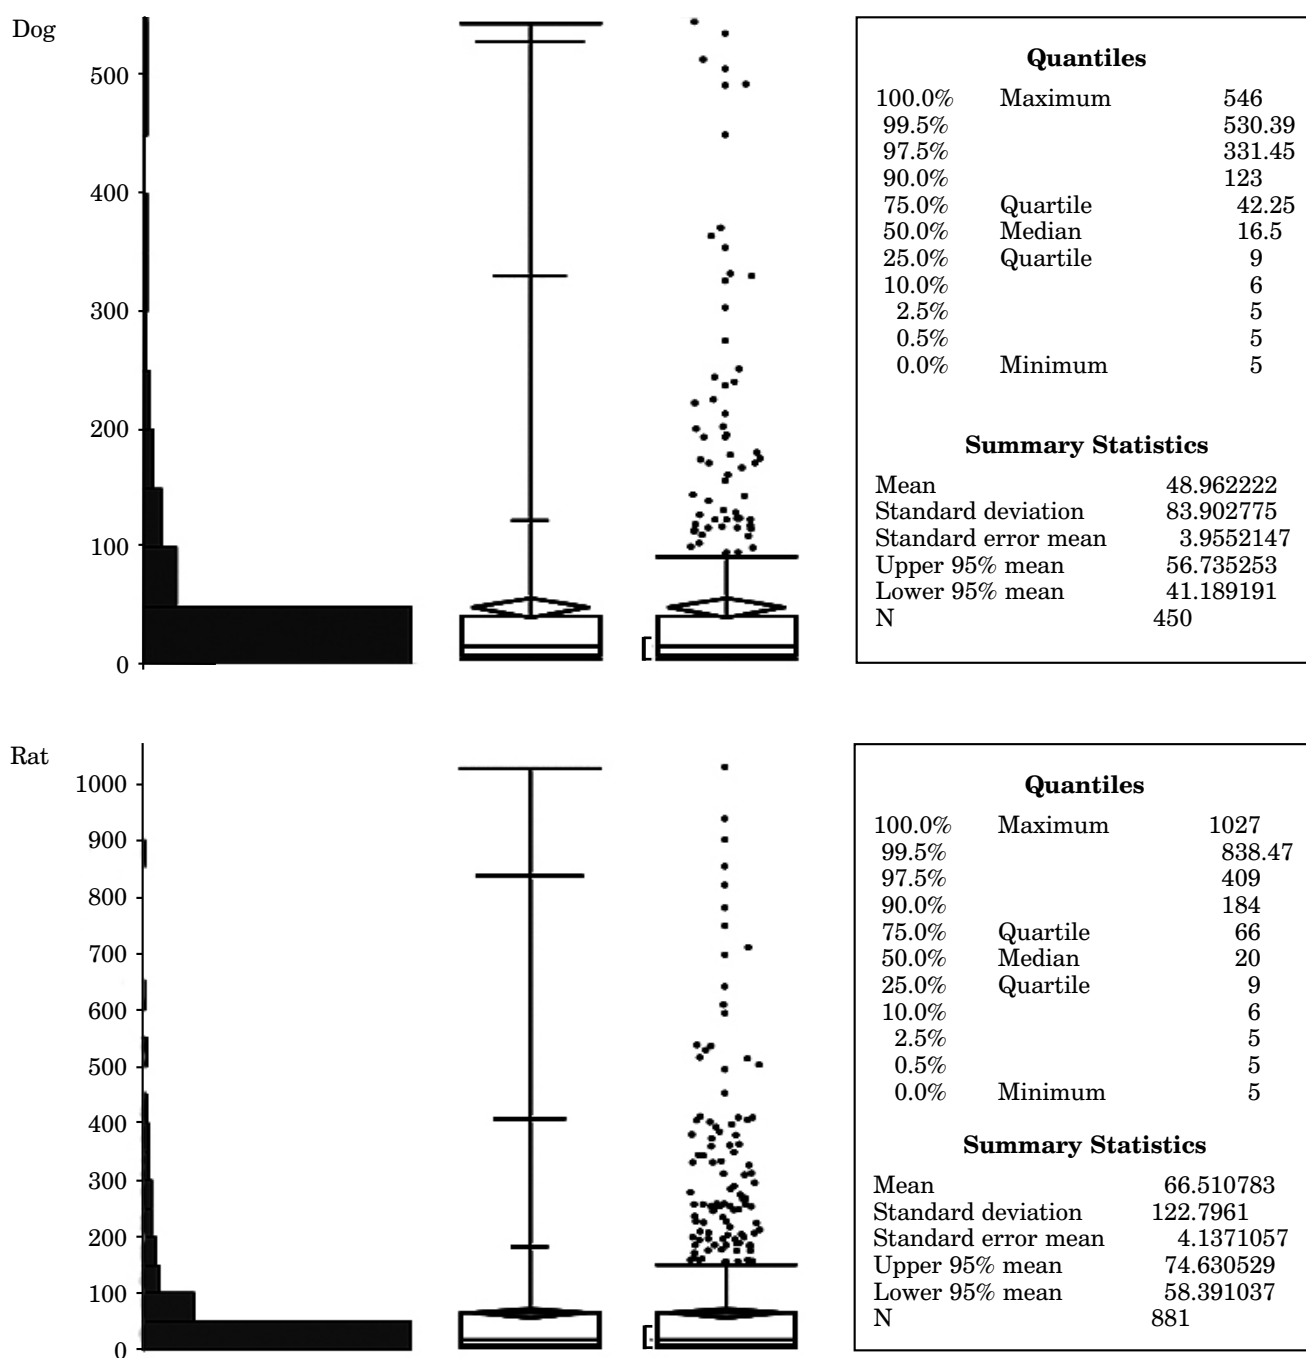 Dog
500
400
300
200
100
0
Quantiles
100.0% Maximum 546
99.5% 530.39
97.5% 331.45
90.0% 123
75.0% Quartile 42.25
50.0% Median 16.5
25.0% Quartile 9
10.0% 6
2.5% 5
0.5% 5
0.0% Minimum 5
Summary Statistics
Mean 48.962222
Standard deviation 83.902775
Standard error mean 3.9552147
Upper 95% mean 56.735253
Lower 95% mean 41.189191
N 450
Rat
1000
900
800
700
600
500
400
300
200
100
0
Quantiles
100.0% Maximum 1027
99.5% 838.47
97.5% 409
90.0% 184
75.0% Quartile 66
50.0% Median 20
25.0% Quartile 9
10.0% 6
2.5% 5
0.5% 5
0.0% Minimum 5
Summary Statistics
Mean 66.510783
Standard deviation 122.7961
Standard error mean 4.1371057
Upper 95% mean 74.630529
Lower 95% mean 58.391037
N 881